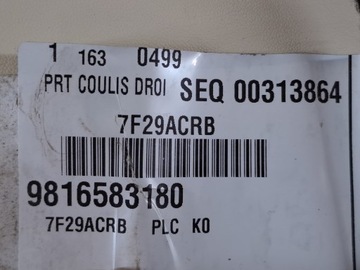 1 163 0499
PRT COULIS DROI SEQ 00313864
7F29ACRB
9816583180
7F29ACRB PLC KO